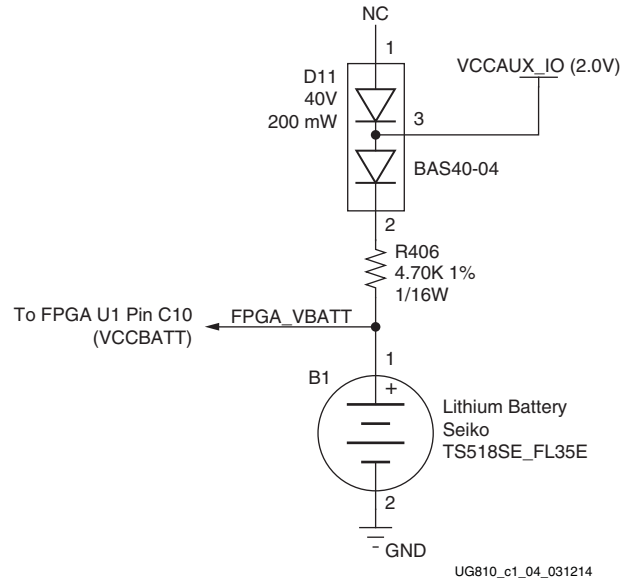 NC
1
D11
40V
200 mW
VCCAUX_IO (2.0V)
3
BAS40-04
2
R406
4.70K 1%
1/16W
To FPGA U1 Pin C10
(VCCBATT)
FPGA_VBATT
1
B1
+
Lithium Battery
Seiko
TS518SE_FL35E
2
GND
UG810_c1_04_031214